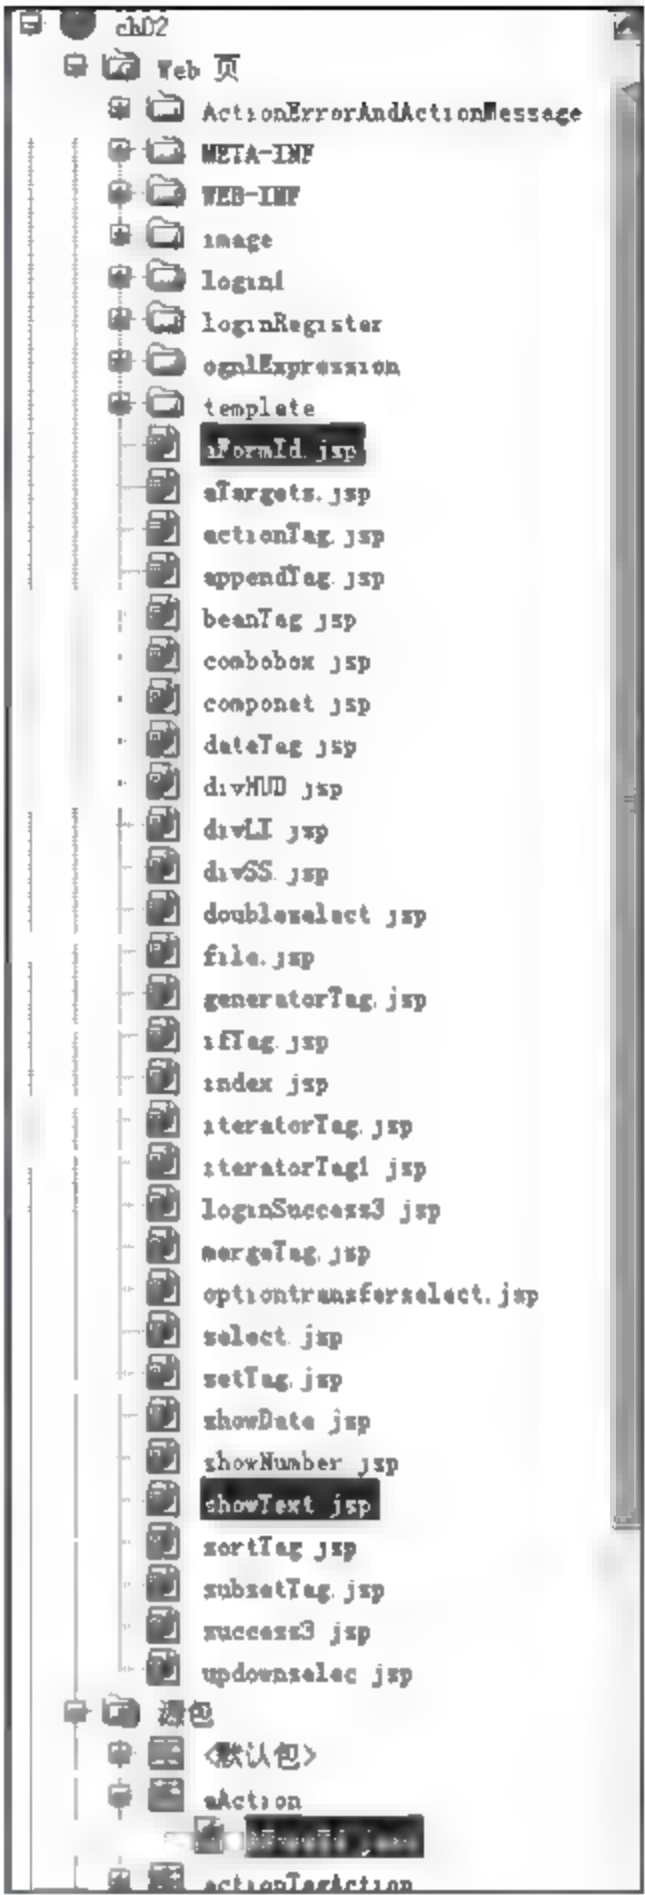 ch02
Web 页
ActionErrorAndActionMessage
META-INF
WEB-INF
image
login1
loginRegister
ognlExpression
template
aFormId.jsp
aTargets.jsp
actionTag.jsp
appendTag.jsp
beanTag.jsp
combobox.jsp
componet.jsp
dateTag.jsp
divHUD.jsp
divLI.jsp
divSS.jsp
doubleselect.jsp
file.jsp
generatorTag.jsp
ifTag.jsp
index.jsp
iteratorTag.jsp
iteratorTag1.jsp
loginSuccess3.jsp
mergeTag.jsp
optiontransferselect.jsp
select.jsp
setTag.jsp
showDate.jsp
showNumber.jsp
showText.jsp
sortTag.jsp
subsetTag.jsp
success3.jsp
updownselec.jsp
源包
<默认包>
aAction
actionTagAction